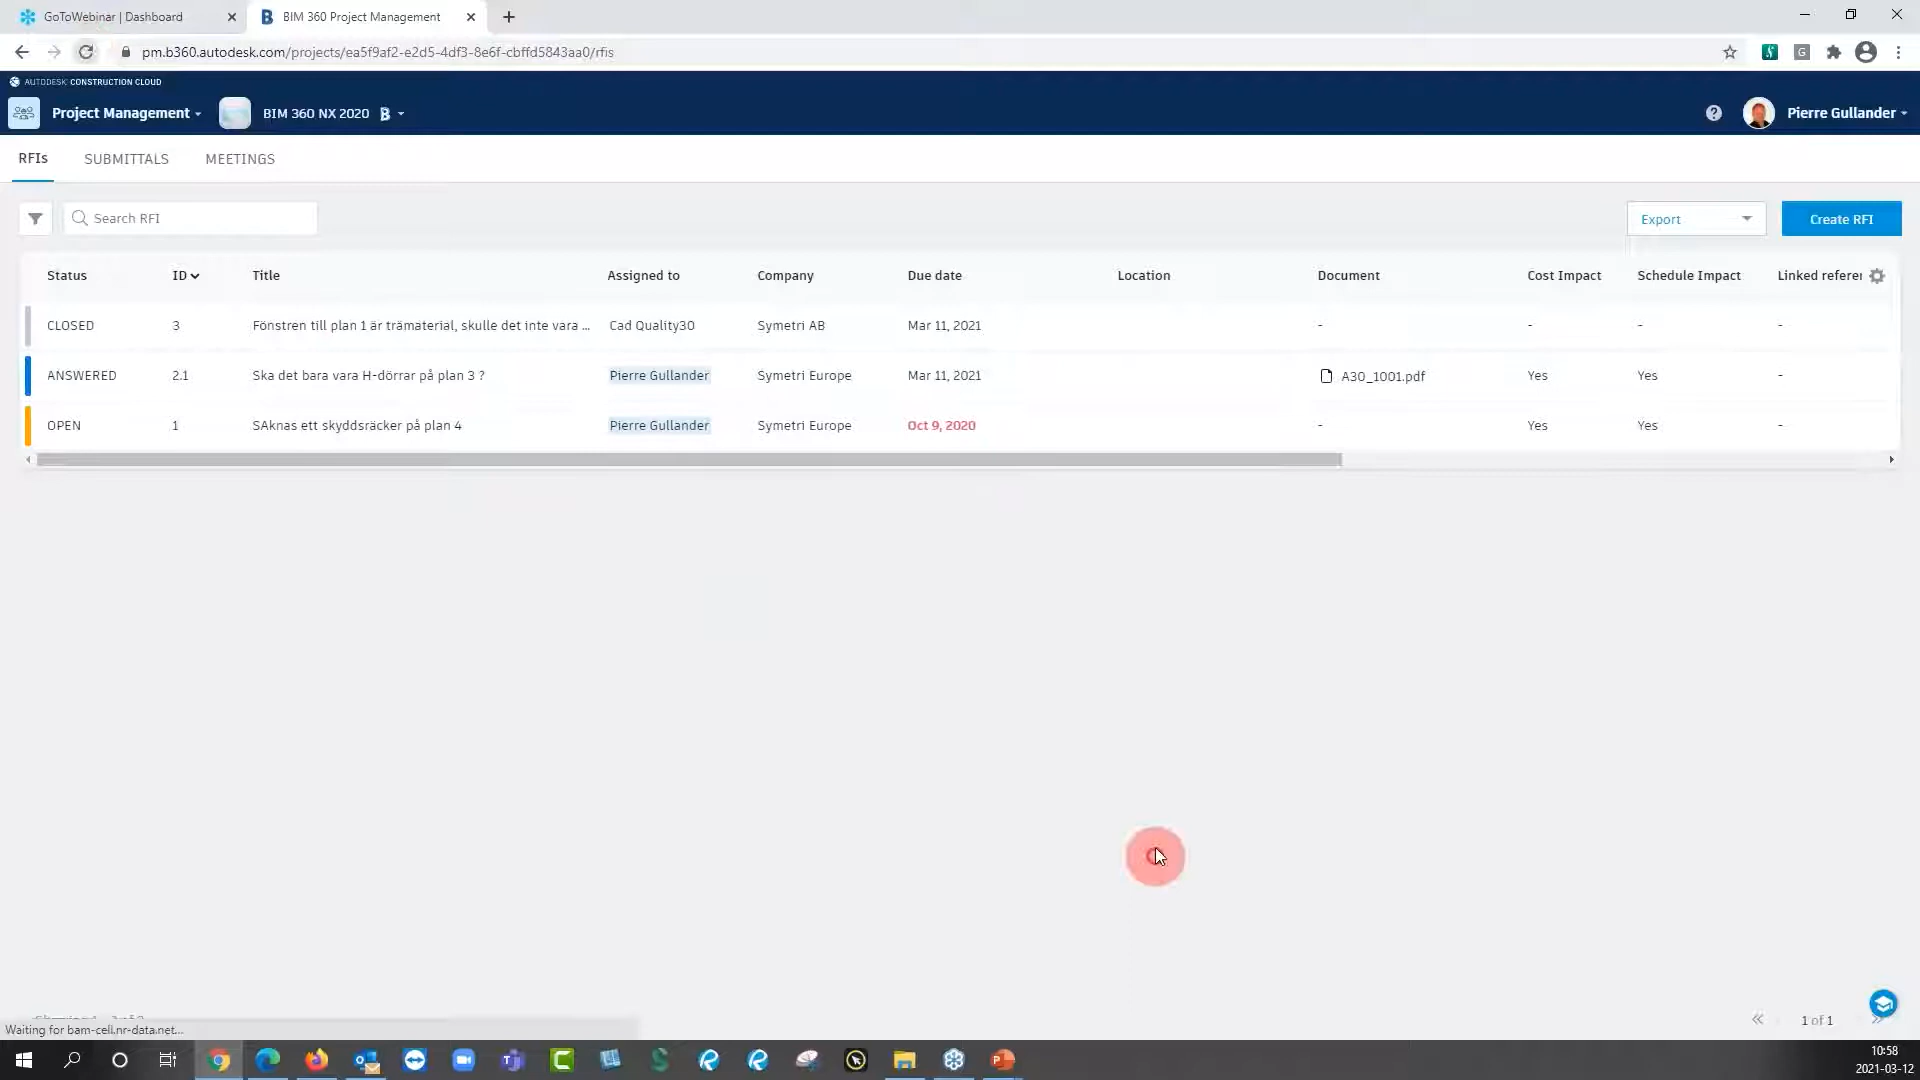 GoToWebinar | Dashboard
BIM 360 Project Management
pm.b360.autodesk.com/projects/ea5f9af2-e2d5-4df3-8e6f-cbffd5843aa0/rfis
AUTODESK CONSTRUCTION CLOUD
Project Management
BIM 360 NX 2020
Pierre Gullander
RFIs SUBMITTALS MEETINGS
Search RFI
Export
Create RFI
Status ID Title Assigned to Company Due date Location Document Cost Impact Schedule Impact Linked referen
CLOSED 3 Fönstren till plan 1 är trämaterial, skulle det inte vara ... Cad Quality30 Symetri AB Mar 11, 2021 - - - -
ANSWERED 2.1 Ska det bara vara H-dörrar på plan 3 ? Pierre Gullander Symetri Europe Mar 11, 2021 A30_1001.pdf Yes Yes -
OPEN 1 SAknas ett skyddsräcker på plan 4 Pierre Gullander Symetri Europe Oct 9, 2020 - Yes Yes -
1 of 1
Waiting for bam-cell.nr-data.net...
10:58
2021-03-12